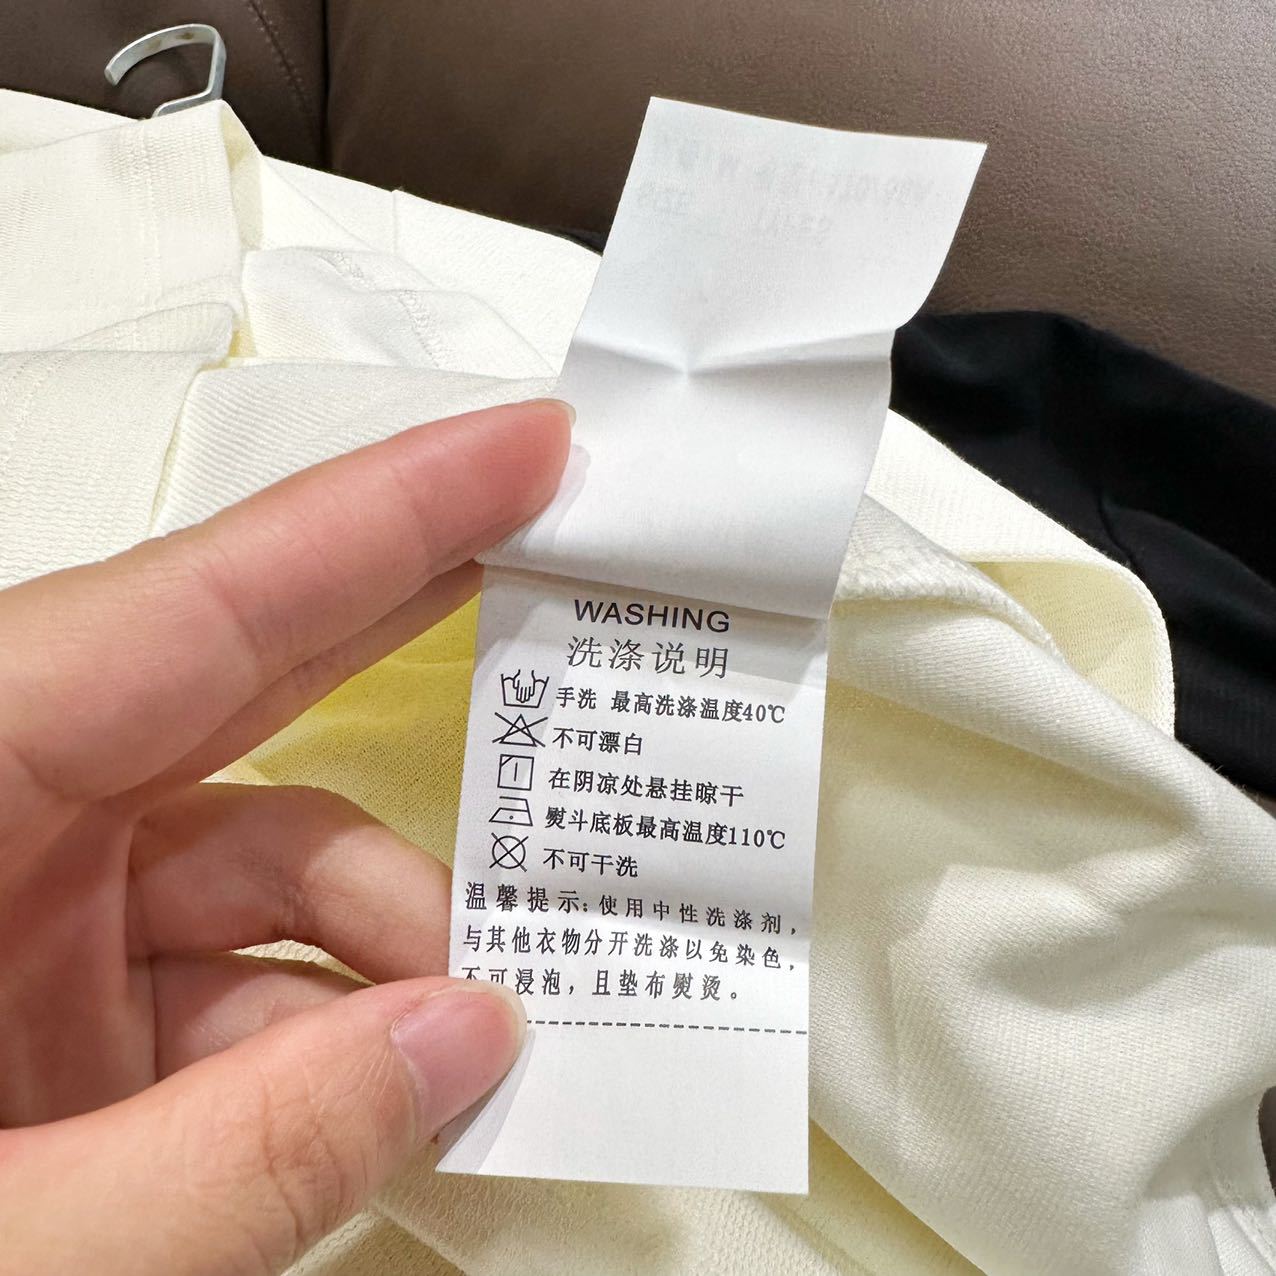 WASHING
洗涤说明
手洗 最高洗涤温度40℃
不可漂白
在阴凉处悬挂晾干
熨斗底板最高温度110℃
不可干洗
温馨提示：使用中性洗涤剂，
与其他衣物分开洗涤以免染色，
不可浸泡，且垫布熨烫。